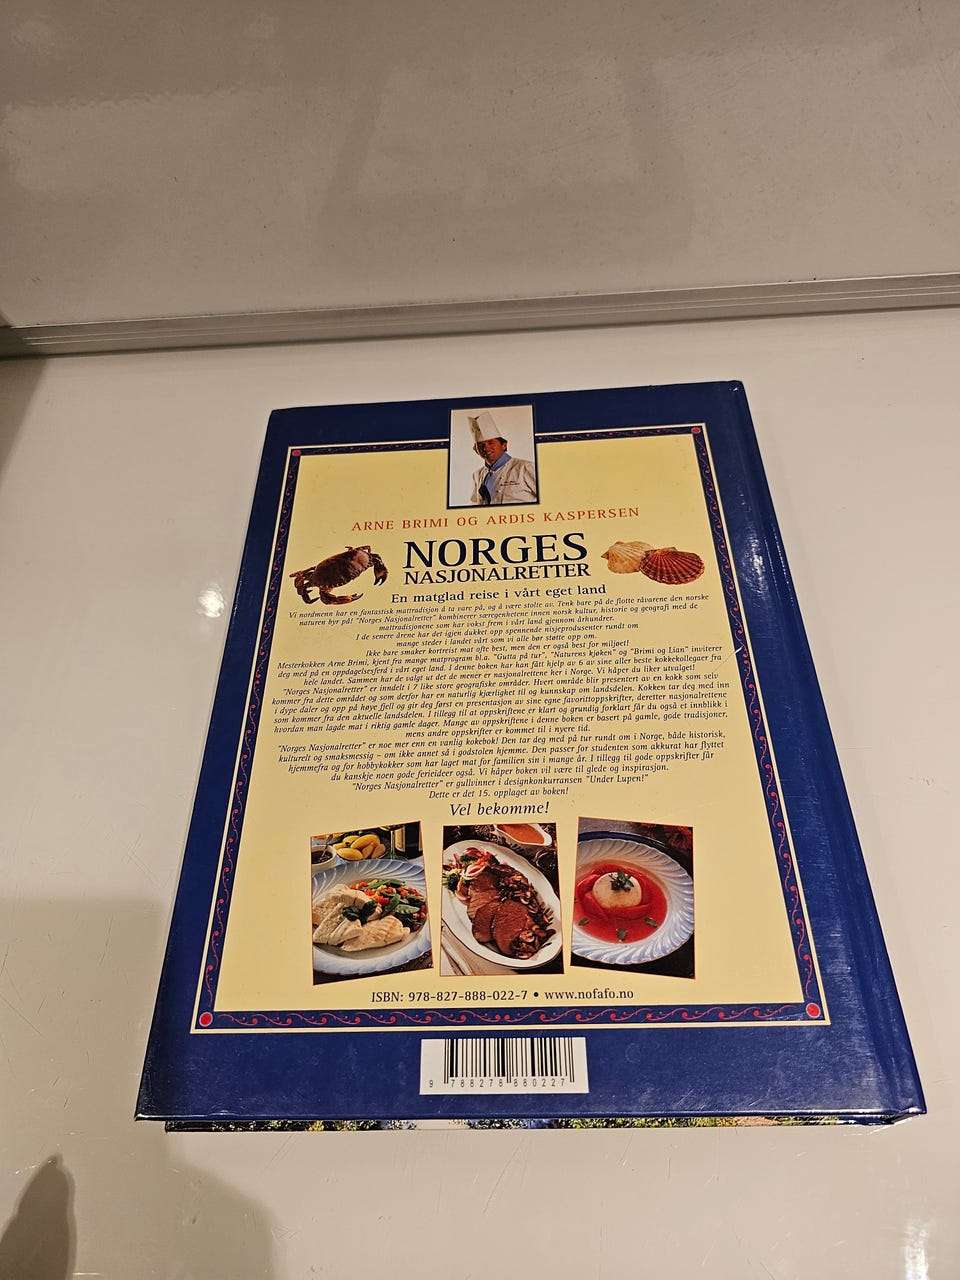 ARNE BRIMI OG ARDIS KASPERSEN
NORGES
NASJONALRETTER
En matglad reise i vårt eget land
Vi nordmenn har en fantastisk mattradisjon å ta vare på, og å være stolte av. Tenk bare på de flotte råvarene den norske
naturen byr på! "Norges Nasjonalretter" kombinerer særegenhetene innen norsk kultur, historie og geografi med de
mattradisjonene som har vokst frem i vårt land gjennom århundrer.
I de senere årene har det igjen dukket opp spennende nisjeprodusenter rundt om
mange steder i landet vårt som vi alle bør støtte opp om.
Ikke bare smaker kortreist mat ofte best, men den er også best for miljøet!
Mesterkokken Arne Brimi, kjent fra mange matprogram bl.a. "Gutta på tur", "Naturens kjøken" og "Brimi og Lian" inviterer
deg med på en oppdagelsesferd i vårt eget land. I denne boken har han fått hjelp av 6 av sine aller beste kokkekollegaer fra
hele landet. Sammen har de valgt ut det de mener er nasjonalrettene her i Norge. Vi håper du liker utvalget!
"Norges Nasjonalretter" er inndelt i 7 like store geografiske områder. Hvert område blir presentert av en kokk som selv
kommer fra dette området og som derfor har en naturlig kjærlighet til og kunnskap om landsdelen. Kokken tar deg med inn
i dype daler og opp på høye fjell og gir deg først en presentasjon av sine egne favorittoppskrifter, deretter nasjonalrettene
som kommer fra den aktuelle landsdelen. I tillegg til at oppskriftene er klart og grundig forklart får du også et innblikk i
hvordan man lagde mat i riktig gamle dager. Mange av oppskriftene i denne boken er basert på gamle, gode tradisjoner,
mens andre oppskrifter er kommet til i nyere tid.
"Norges Nasjonalretter" er noe mer enn en vanlig kokebok! Den tar deg med på tur rundt om i Norge, både historisk,
kulturelt og smaksmessig – om ikke annet så i godstolen hjemme. Den passer for studenten som akkurat har flyttet
hjemmefra og for hobbykokker som har laget mat for familien sin i mange år. I tillegg til gode oppskrifter får
du kanskje noen gode ferieideer også. Vi håper boken vil være til glede og inspirasjon.
"Norges Nasjonalretter" er gullvinner i designkonkurransen "Under Lupen!"
Dette er det 15. opplaget av boken!
Vel bekomme!
ISBN: 978-827-888-022-7 • www.nofafo.no
9 788278 880227